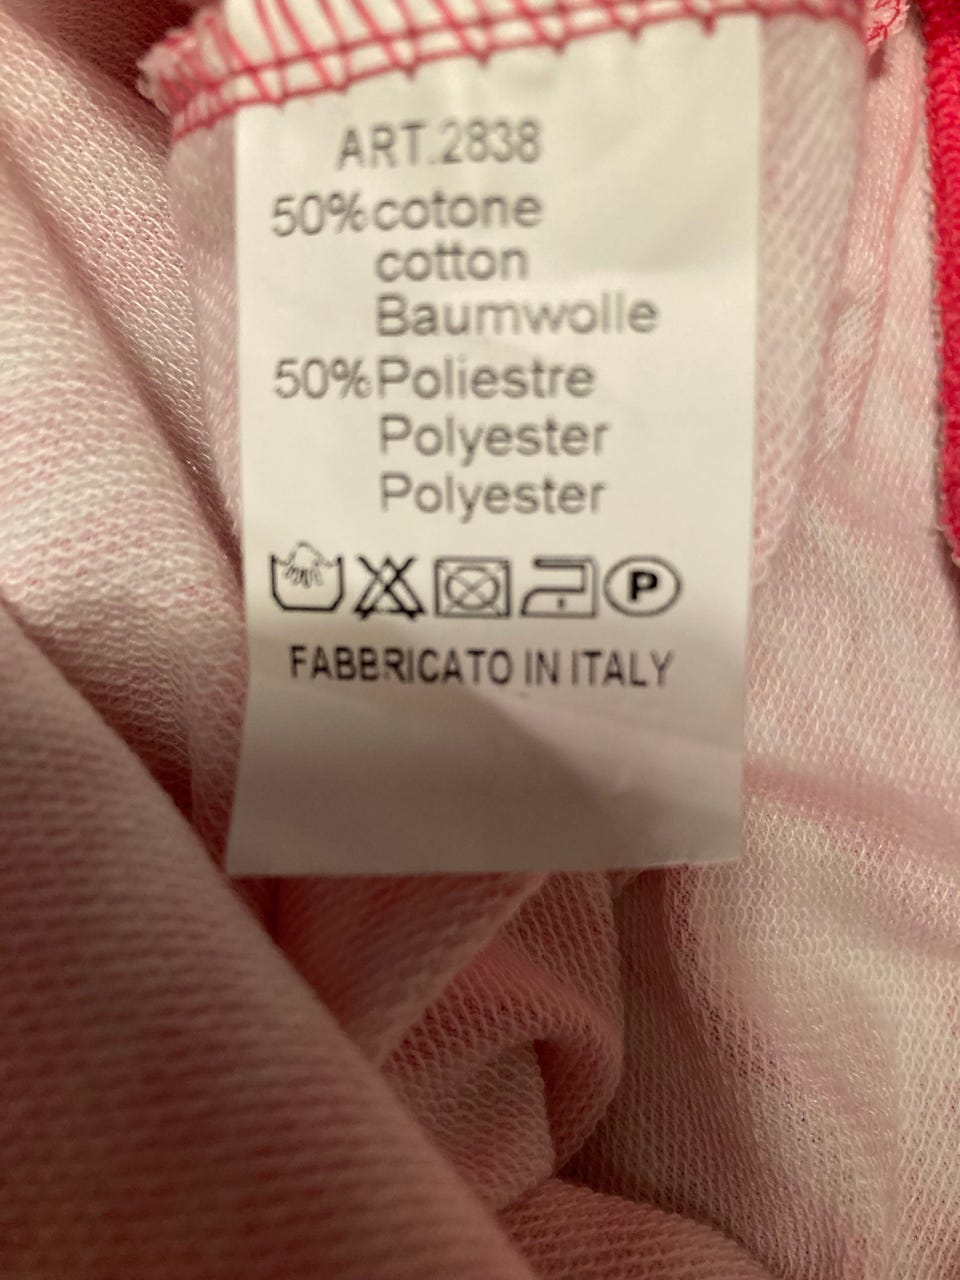 ART.2838
50% cotone
cotton
Baumwolle
50% Poliestre
Polyester
Polyester
P
FABBRICATO IN ITALY